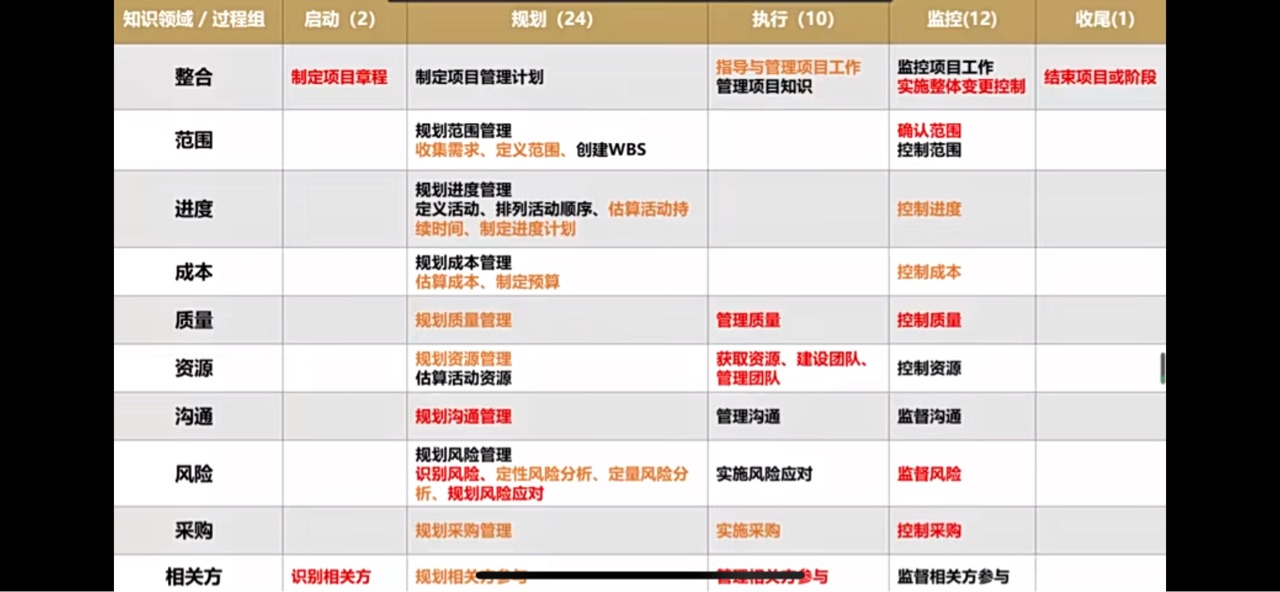 知识领域 / 过程组
启动（2）
规划（24）
执行（10）
监控(12)
收尾(1)
整合
制定项目章程
制定项目管理计划
指导与管理项目工作
管理项目知识
监控项目工作
实施整体变更控制
结束项目或阶段
范围
规划范围管理
收集需求、定义范围、创建WBS
确认范围
控制范围
进度
规划进度管理
定义活动、排列活动顺序、估算活动持
续时间、制定进度计划
控制进度
成本
规划成本管理
估算成本、制定预算
控制成本
质量
规划质量管理
管理质量
控制质量
资源
规划资源管理
估算活动资源
获取资源、建设团队、
管理团队
控制资源
沟通
规划沟通管理
管理沟通
监督沟通
风险
规划风险管理
识别风险、定性风险分析、定量风险分
析、规划风险应对
实施风险应对
监督风险
采购
规划采购管理
实施采购
控制采购
相关方
识别相关方
规划相关方参与
管理相关方参与
监督相关方参与